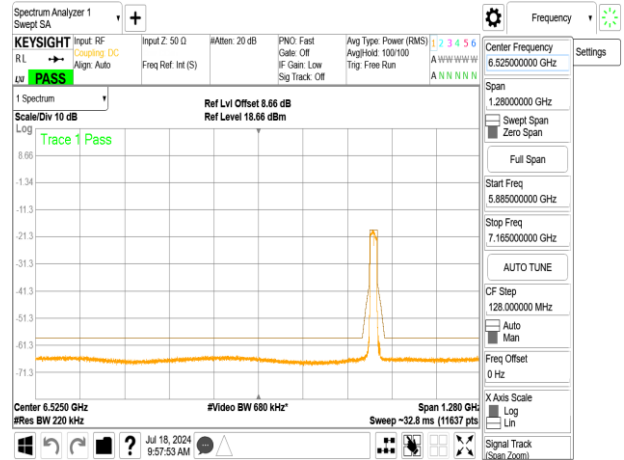 Spectrum Analyzer 1
Swept SA
+
Frequency
KEYSIGHT
RL
LXI PASS
Input: RF
Coupling: DC
Align: Auto
Input Z: 50 Ω
Freq Ref: Int (S)
#Atten: 20 dB
PNO: Fast
Gate: Off
IF Gain: Low
Sig Track: Off
Avg Type: Power (RMS)
Avg|Hold: 100/100
Trig: Free Run
1 2 3 4 5 6
A W W W W W
A N N N N N
Settings
1 Spectrum
Scale/Div 10 dB
Ref Lvl Offset 8.66 dB
Ref Level 18.66 dBm
Log
Trace 1 Pass
8.66
-1.34
-11.3
-21.3
-31.3
-41.3
-51.3
-61.3
-71.3
Center 6.5250 GHz
#Res BW 220 kHz
#Video BW 680 kHz*
Span 1.280 GHz
Sweep ~32.8 ms (11637 pts
Center Frequency
6.525000000 GHz
Span
1.28000000 GHz
Swept Span
Zero Span
Full Span
Start Freq
5.885000000 GHz
Stop Freq
7.165000000 GHz
AUTO TUNE
CF Step
128.000000 MHz
Auto
Man
Freq Offset
0 Hz
X Axis Scale
Log
Lin
Signal Track
(Span Zoom)
?
Jul 18, 2024
9:57:53 AM